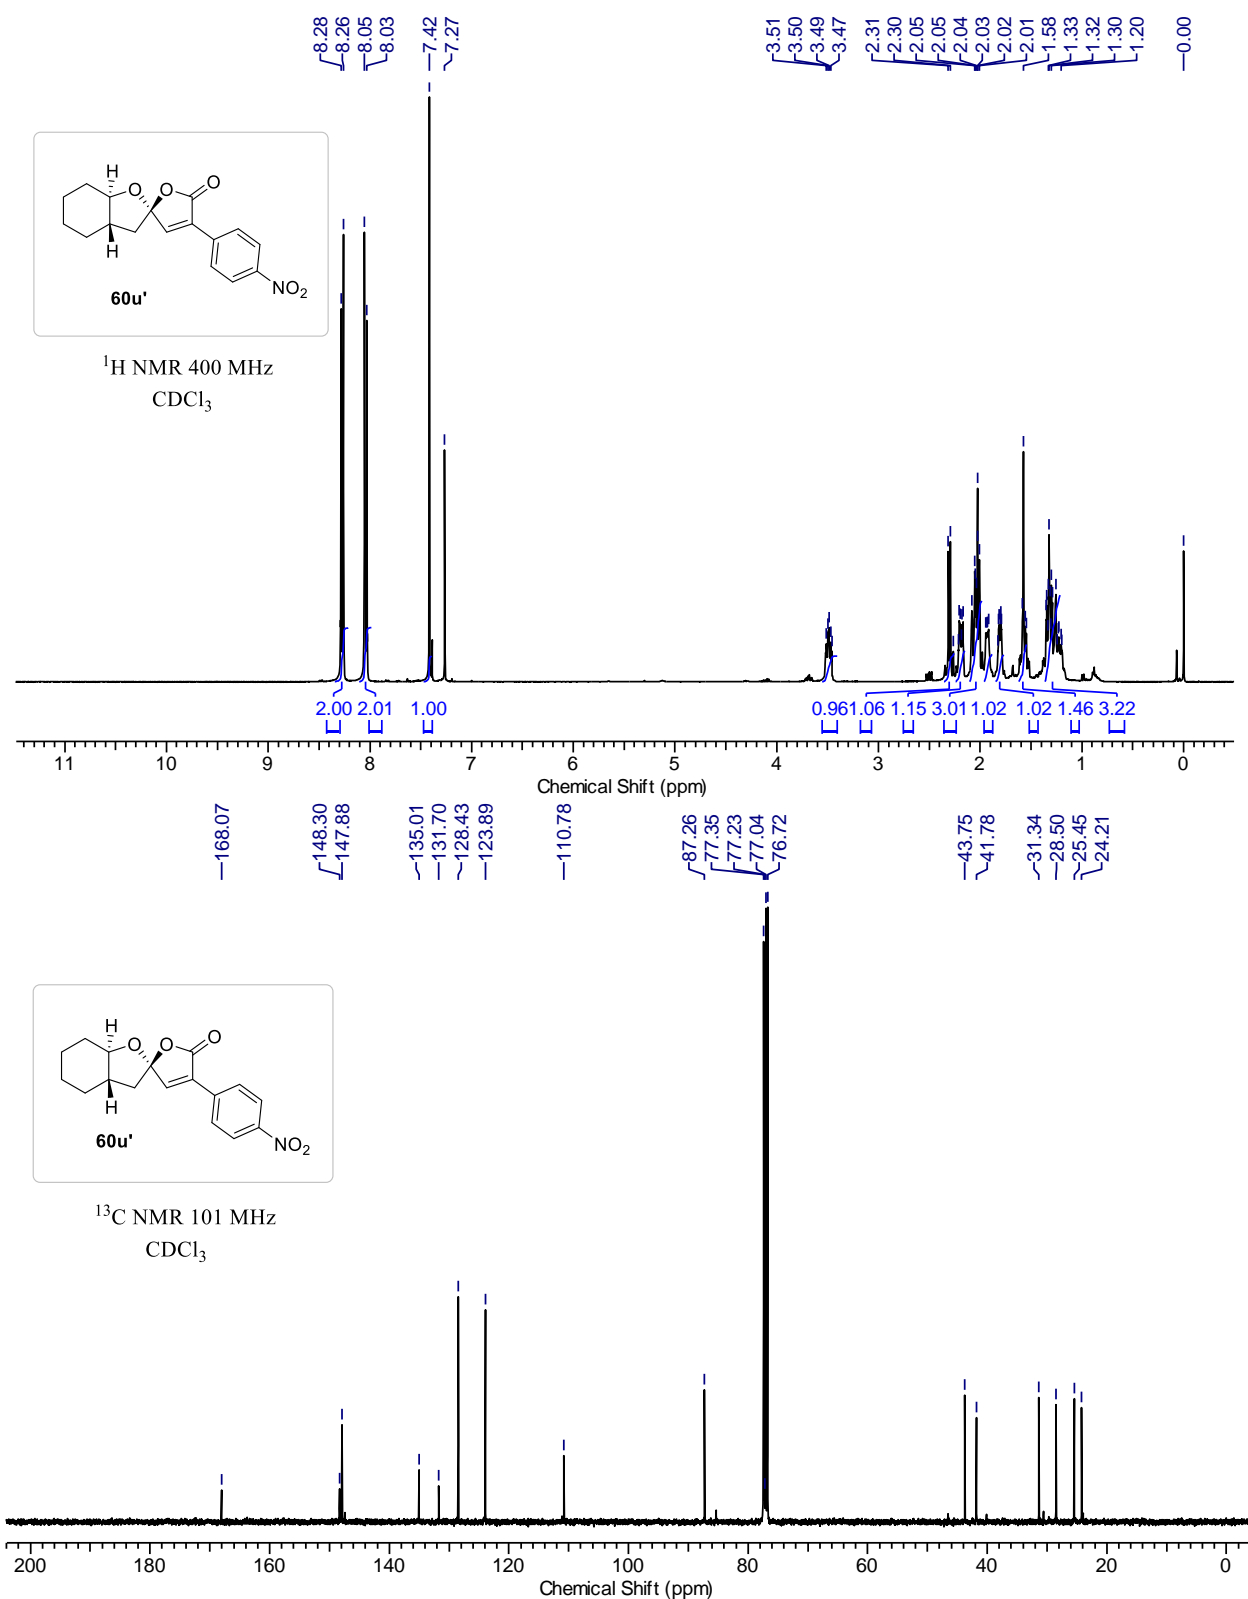 8.28 8.26 8.05 8.03 7.42 7.27 3.51 3.50 3.49 3.47 2.31 2.30 2.05 2.05 2.04 2.03 2.02 2.01 1.58 1.33 1.32 1.30 1.20 0.00
H
O O O
H
NO2
60u'
1H NMR 400 MHz
CDCl3
2.00 2.01 1.00 0.96 1.06 1.15 3.01 1.02 1.02 1.46 3.22
11 10 9 8 7 6 5 4 3 2 1 0
Chemical Shift (ppm)
168.07 148.30 147.88 135.01 131.70 128.43 123.89 110.78 87.26 77.35 77.23 77.04 76.72 43.75 41.78 31.34 28.50 25.45 24.21
H
O O O
H
60u'
NO2
13C NMR 101 MHz
CDCl3
200 180 160 140 120 100 80 60 40 20 0
Chemical Shift (ppm)